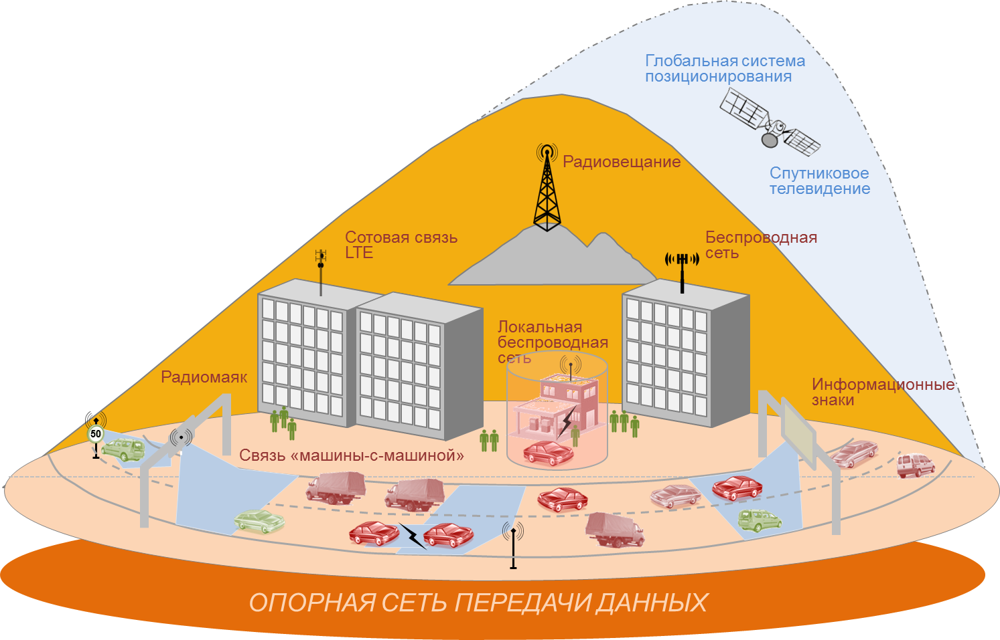 Глобальная система
позиционирования
Радиовещание
Спутниковое
телевидение
Сотовая связь
LTE
Беспроводная
сеть
Локальная
беспроводная
сеть
Радиомаяк
Информационные
знаки
50
Связь «машины-с-машиной»
ОПОРНАЯ СЕТЬ ПЕРЕДАЧИ ДАННЫХ